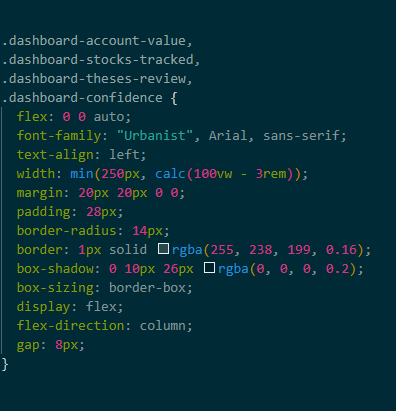 .dashboard-account-value,
.dashboard-stocks-tracked,
.dashboard-theses-review,
.dashboard-confidence {
  flex: 0 0 auto;
  font-family: "Urbanist", Arial, sans-serif;
  text-align: left;
  width: min(250px, calc(100vw - 3rem));
  margin: 20px 20px 0 0;
  padding: 28px;
  border-radius: 14px;
  border: 1px solid rgba(255, 238, 199, 0.16);
  box-shadow: 0 10px 26px rgba(0, 0, 0, 0.2);
  box-sizing: border-box;
  display: flex;
  flex-direction: column;
  gap: 8px;
}